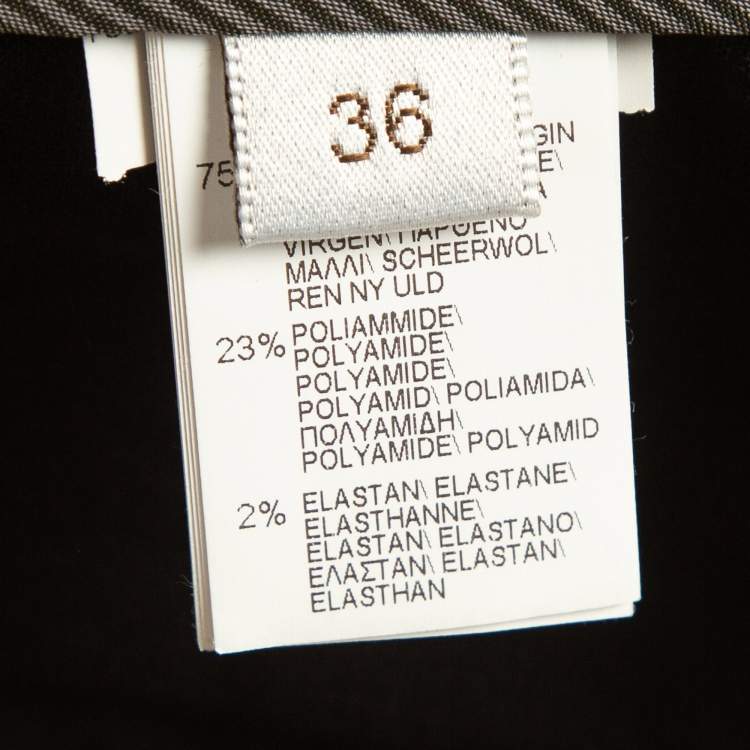 36
75
GIN
E\
A
VIRGEN\ ΠΑΡΘΕΝΟ
ΜΑΛΛΙ\ SCHEERWOL\
REN NY ULD
23% POLIAMMIDE\
POLYAMIDE\
POLYAMIDE\
POLYAMID\ POLIAMIDA\
ΠΟΛΥΑΜΙΔΗ\
POLYAMIDE\ POLYAMID
2% ELASTAN\ ELASTANE\
ELASTHANNE\
ELASTAN\ ELASTANO\
ΕΛΑΣΤΑΝ\ ELASTAN\
ELASTHAN